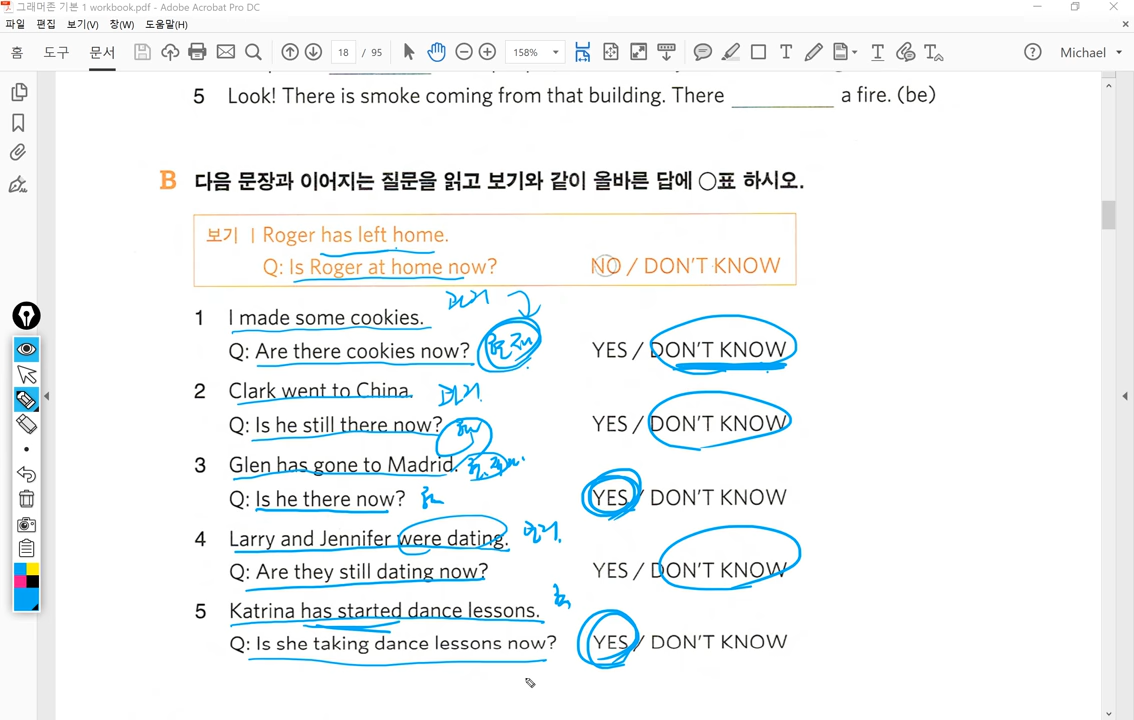 그래머존 기본 1 workbook.pdf - Adobe Acrobat Pro DC
파일 편집 보기(V) 창(W) 도움말(H)
홈 도구 문서 18 / 95 158% Michael
5 Look! There is smoke coming from that building. There __________ a fire. (be)
B 다음 문장과 이어지는 질문을 읽고 보기와 같이 올바른 답에 ○표 하시오.
보기 | Roger has left home.
Q: Is Roger at home now? NO / DON'T KNOW
과거
1 I made some cookies.
Q: Are there cookies now? 현재 YES / DON'T KNOW
2 Clark went to China. 과거
Q: Is he still there now? YES / DON'T KNOW
3 Glen has gone to Madrid.
Q: Is he there now? YES / DON'T KNOW
4 Larry and Jennifer were dating.
Q: Are they still dating now? YES / DON'T KNOW
5 Katrina has started dance lessons.
Q: Is she taking dance lessons now? YES / DON'T KNOW